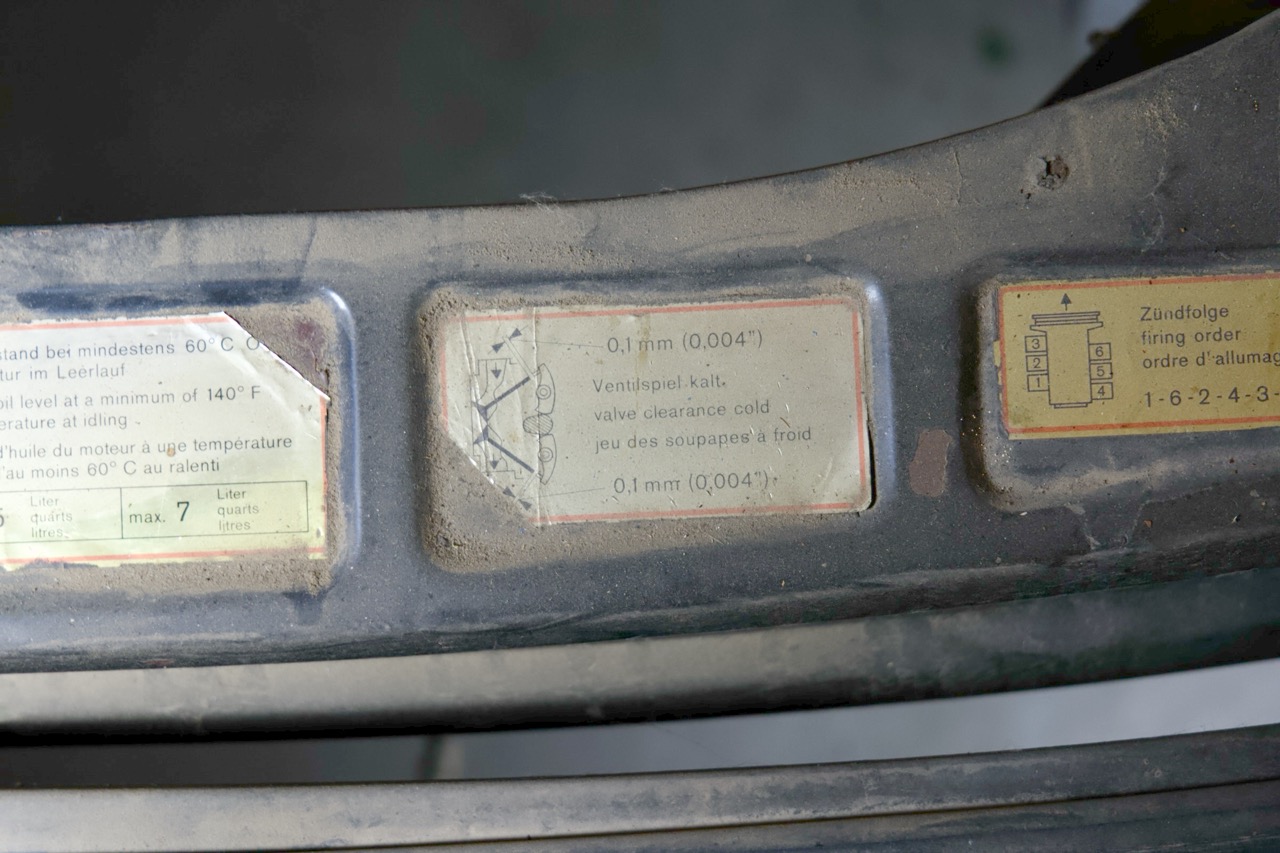 stand bei mindestens 60° C
tur im Leerlauf
oil level at a minimum of 140° F
erature at idling
d'huile du moteur à une température
'au moins 60° C au ralenti
Liter
quarts
litres
max. 7
Liter
quarts
litres
0,1 mm (0,004")
Ventilspiel kalt
valve clearance cold
jeu des soupapes à froid
0,1 mm (0,004")
3
2
1
6
5
4
Zündfolge
firing order
ordre d'allumag
1-6-2-4-3-